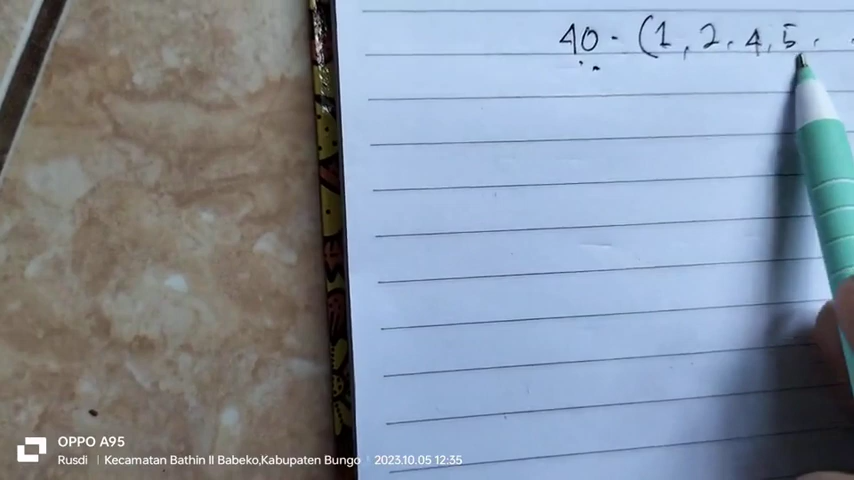 40 - (1, 2, 4, 5,
OPPO A95
Rusdi | Kecamatan Bathin II Babeko,Kabupaten Bungo | 2023.10.05 12:35